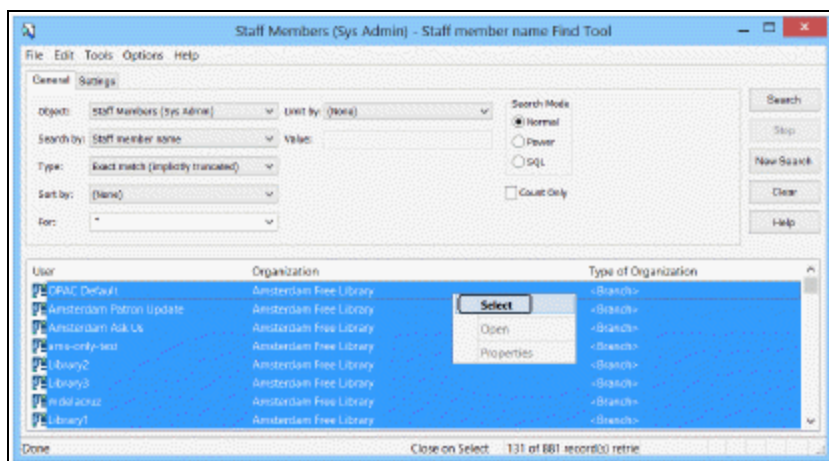 Staff Members (Sys Admin) - Staff member name Find Tool
File Edit Tools Options Help
General Settings
Object: Staff Members (Sys Admin) Limit by: (None) Search Mode Search
Normal
Search by: Staff member name Value: Power Stop
Type: Exact match (implicitly truncated) SQL New Search
Sort by: (None) Count Only Clear
For: * Help
User Organization Type of Organization
OPAC Default Amsterdam Free Library <Branch>
Amsterdam Patron Update Amsterdam Free Library <Branch>
Amsterdam Ask Us Amsterdam Free Library <Branch>
ams-only-test Amsterdam Free Library <Branch>
Library2 Amsterdam Free Library <Branch>
Library3 Amsterdam Free Library <Branch>
mdelacruz Amsterdam Free Library <Branch>
Library1 Amsterdam Free Library <Branch>
Select
Open
Properties
Done Close on Select 131 of 881 record(s) retrie